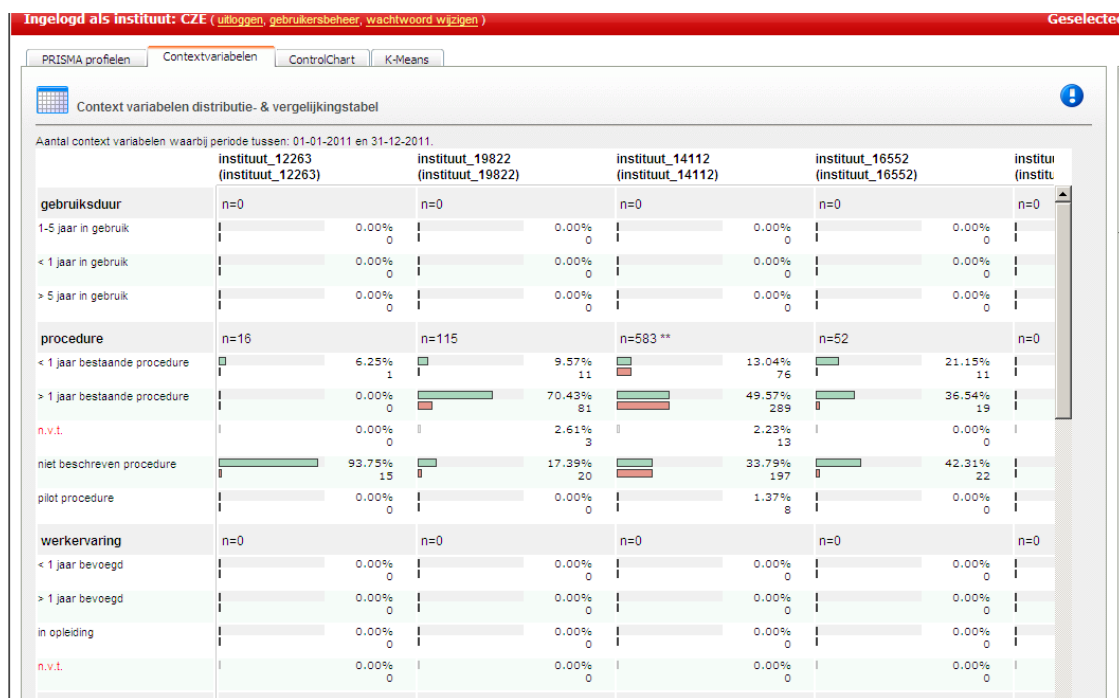 Ingelogd als instituut: CZE ( uitloggen, gebruikersbeheer, wachtwoord wijzigen ) Geselectee
PRISMA profielen Contextvariabelen ControlChart K-Means
Context variabelen distributie- & vergelijkingstabel
Aantal context variabelen waarbij periode tussen: 01-01-2011 en 31-12-2011.
instituut_12263 instituut_19822 instituut_14112 instituut_16552 institu
(instituut_12263) (instituut_19822) (instituut_14112) (instituut_16552) (institu
gebruiksduur n=0 n=0 n=0 n=0 n=0
1-5 jaar in gebruik 0.00% 0.00% 0.00% 0.00%
0 0 0 0
< 1 jaar in gebruik 0.00% 0.00% 0.00% 0.00%
0 0 0 0
> 5 jaar in gebruik 0.00% 0.00% 0.00% 0.00%
0 0 0 0
procedure n=16 n=115 n=583 ** n=52 n=0
< 1 jaar bestaande procedure 6.25% 9.57% 13.04% 21.15%
1 11 76 11
> 1 jaar bestaande procedure 0.00% 70.43% 49.57% 36.54%
0 81 289 19
n.v.t. 0.00% 2.61% 2.23% 0.00%
0 3 13 0
niet beschreven procedure 93.75% 17.39% 33.79% 42.31%
15 20 197 22
pilot procedure 0.00% 0.00% 1.37% 0.00%
0 0 8 0
werkervaring n=0 n=0 n=0 n=0 n=0
< 1 jaar bevoegd 0.00% 0.00% 0.00% 0.00%
0 0 0 0
> 1 jaar bevoegd 0.00% 0.00% 0.00% 0.00%
0 0 0 0
in opleiding 0.00% 0.00% 0.00% 0.00%
0 0 0 0
n.v.t. 0.00% 0.00% 0.00% 0.00%
0 0 0 0